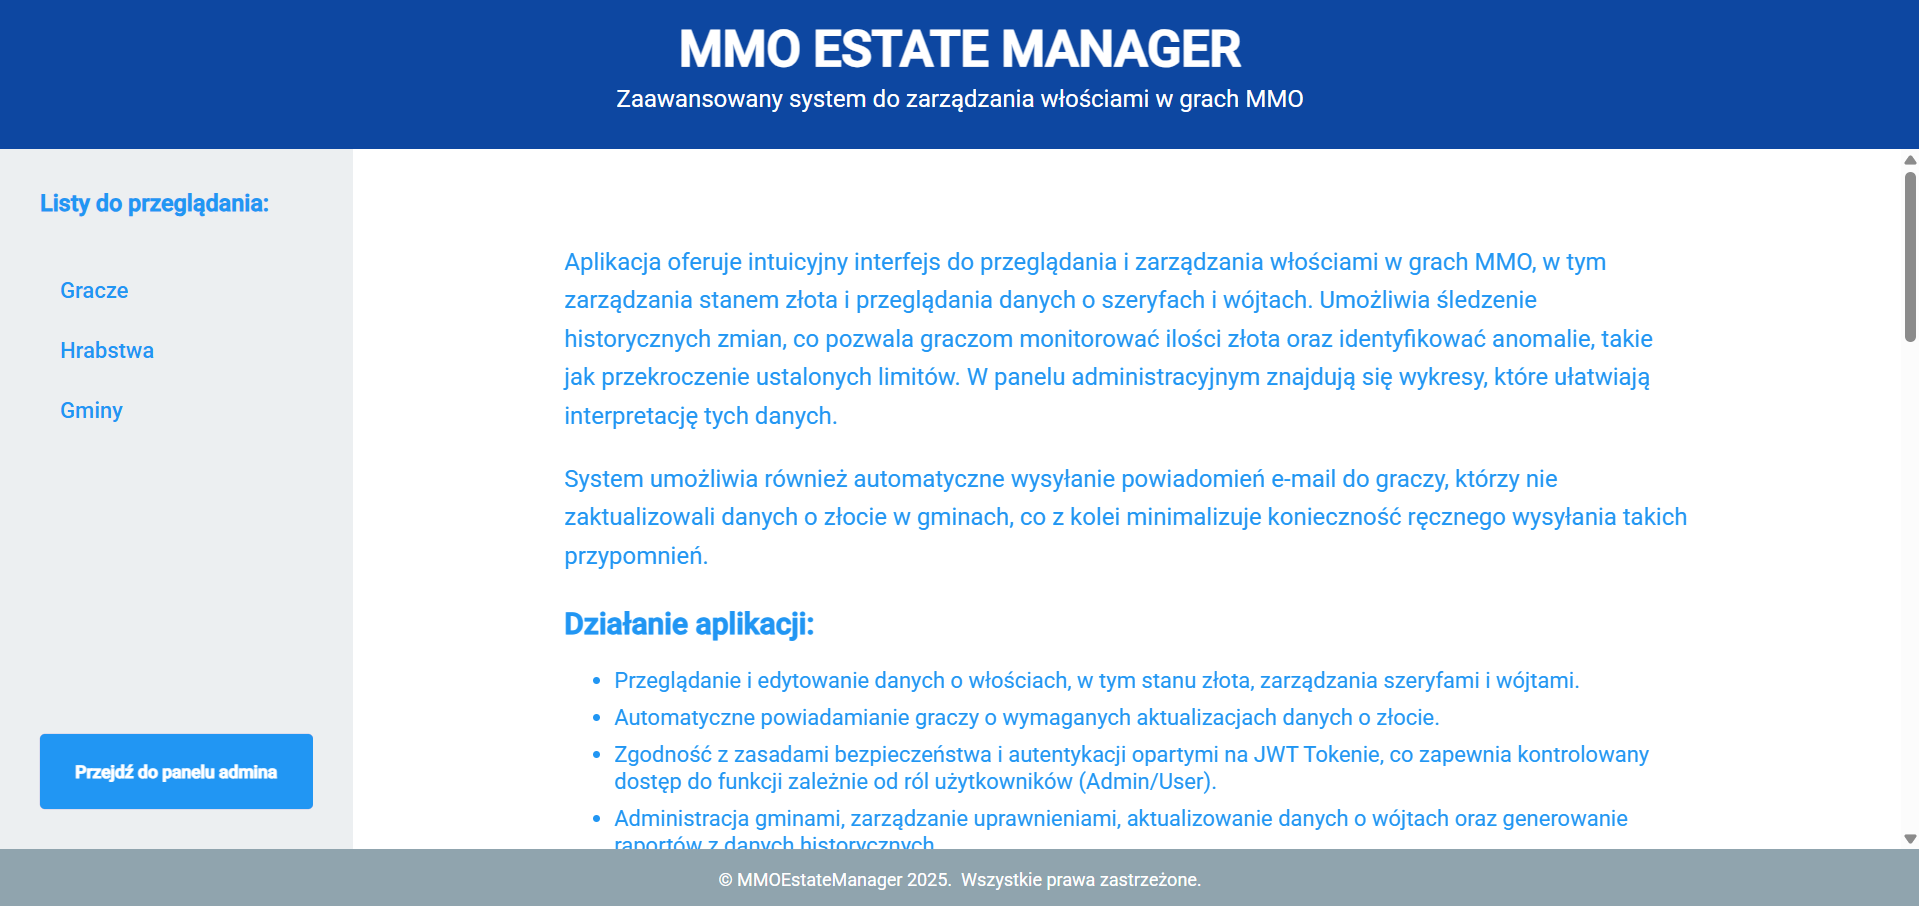 MMO ESTATE MANAGER
Zaawansowany system do zarządzania włościami w grach MMO
Listy do przeglądania:
Gracze
Hrabstwa
Gminy
Przejdź do panelu admina
Aplikacja oferuje intuicyjny interfejs do przeglądania i zarządzania włościami w grach MMO, w tym
zarządzania stanem złota i przeglądania danych o szeryfach i wójtach. Umożliwia śledzenie
historycznych zmian, co pozwala graczom monitorować ilości złota oraz identyfikować anomalie, takie
jak przekroczenie ustalonych limitów. W panelu administracyjnym znajdują się wykresy, które ułatwiają
interpretację tych danych.
System umożliwia również automatyczne wysyłanie powiadomień e-mail do graczy, którzy nie
zaktualizowali danych o złocie w gminach, co z kolei minimalizuje konieczność ręcznego wysyłania takich
przypomnień.
Działanie aplikacji:
• Przeglądanie i edytowanie danych o włościach, w tym stanu złota, zarządzania szeryfami i wójtami.
• Automatyczne powiadamianie graczy o wymaganych aktualizacjach danych o złocie.
• Zgodność z zasadami bezpieczeństwa i autentykacji opartymi na JWT Tokenie, co zapewnia kontrolowany
dostęp do funkcji zależnie od ról użytkowników (Admin/User).
• Administracja gminami, zarządzanie uprawnieniami, aktualizowanie danych o wójtach oraz generowanie
raportów z danych historycznych.
© MMOEstateManager 2025. Wszystkie prawa zastrzeżone.